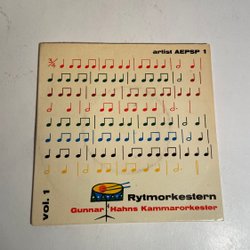 artist AEPSP 1
vol. 1
Rytmorkestern
Gunnar Hahns Kammarorkester